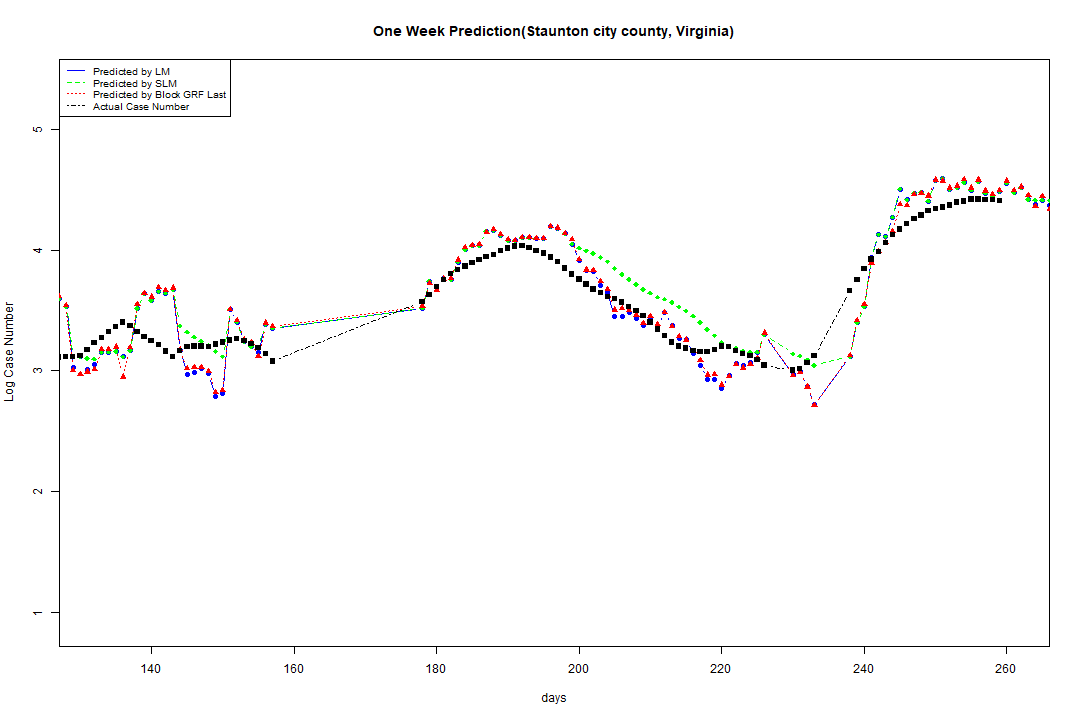 One Week Prediction(Staunton city county, Virginia)
Predicted by LM
Predicted by SLM
Predicted by Block GRF Last
Actual Case Number
Log Case Number
5
4
3
2
1
140 160 180 200 220 240 260
days